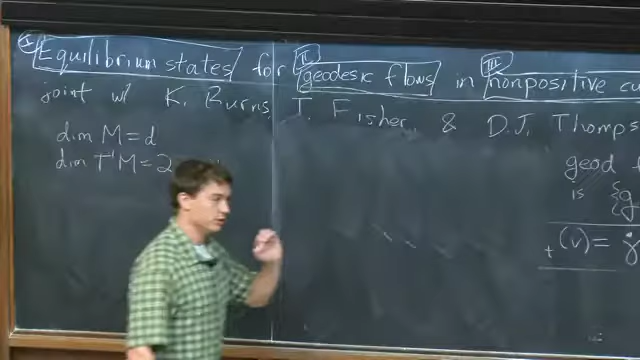 I Equilibrium states for II geodesic flows in III nonpositive cu
joint w/ K. Burns, T. Fisher, & D.J. Thomps
dim M = d
dim T¹M = 2
geod
is {g
(v) = γ̇